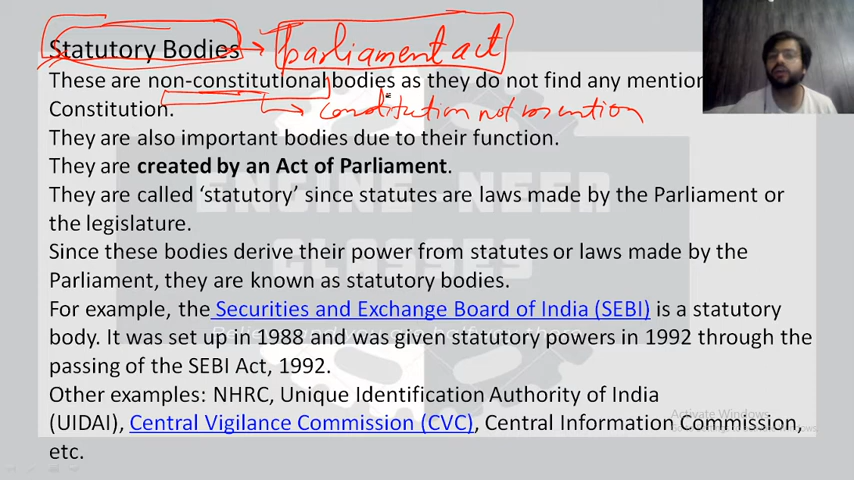 Statutory Bodies → parliament act
These are non-constitutional bodies as they do not find any mention
Constitution. → constitution not
They are also important bodies due to their function.
They are created by an Act of Parliament.
They are called ‘statutory’ since statutes are laws made by the Parliament or
the legislature.
Since these bodies derive their power from statutes or laws made by the
Parliament, they are known as statutory bodies.
For example, the Securities and Exchange Board of India (SEBI) is a statutory
body. It was set up in 1988 and was given statutory powers in 1992 through the
passing of the SEBI Act, 1992.
Other examples: NHRC, Unique Identification Authority of India
(UIDAI), Central Vigilance Commission (CVC), Central Information Commission,
etc.
ENGINE NEED
GLASSES
Activate Windows